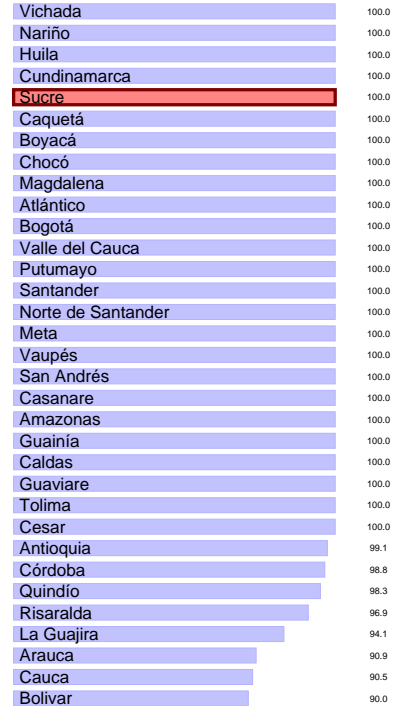 Vichada 100.0
Nariño 100.0
Huila 100.0
Cundinamarca 100.0
Sucre 100.0
Caquetá 100.0
Boyacá 100.0
Chocó 100.0
Magdalena 100.0
Atlántico 100.0
Bogotá 100.0
Valle del Cauca 100.0
Putumayo 100.0
Santander 100.0
Norte de Santander 100.0
Meta 100.0
Vaupés 100.0
San Andrés 100.0
Casanare 100.0
Amazonas 100.0
Guainía 100.0
Caldas 100.0
Guaviare 100.0
Tolima 100.0
Cesar 100.0
Antioquia 99.1
Córdoba 98.8
Quindío 98.3
Risaralda 96.9
La Guajira 94.1
Arauca 90.9
Cauca 90.5
Bolivar 90.0